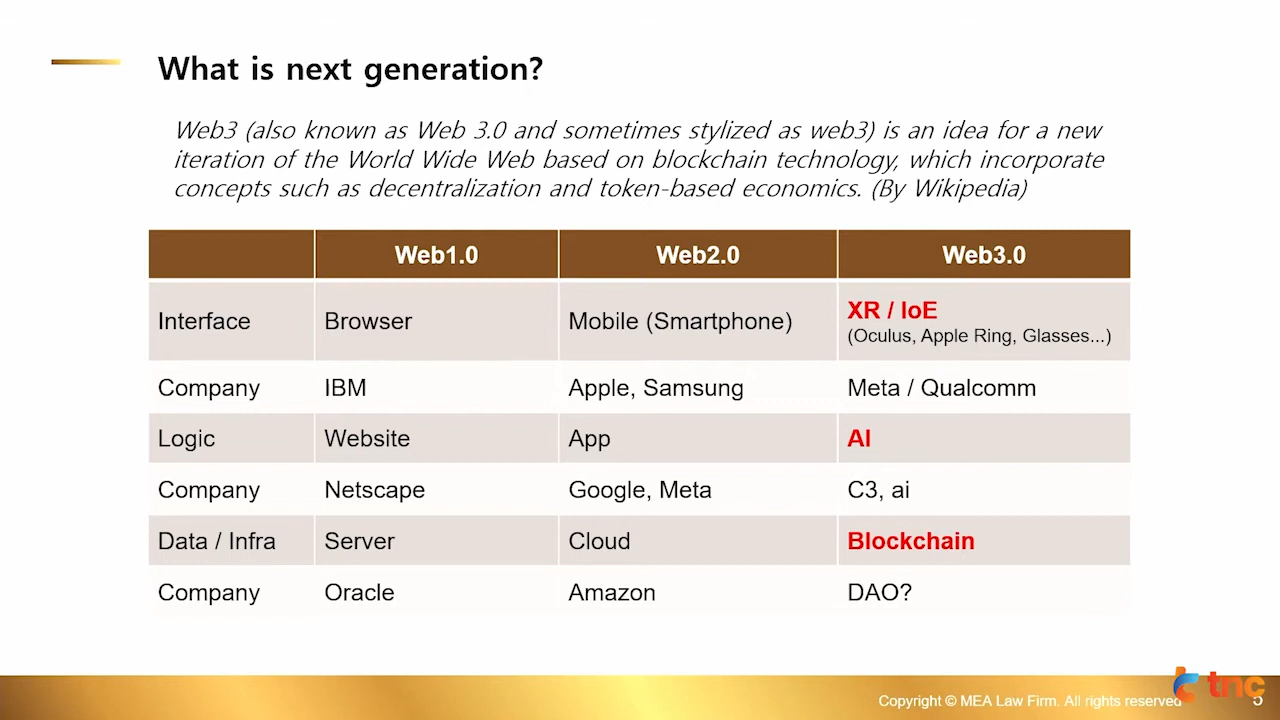 What is next generation?
Web3 (also known as Web 3.0 and sometimes stylized as web3) is an idea for a new
iteration of the World Wide Web based on blockchain technology, which incorporate
concepts such as decentralization and token-based economics. (By Wikipedia)
Web1.0 Web2.0 Web3.0
Interface Browser Mobile (Smartphone) XR / IoE
(Oculus, Apple Ring, Glasses...)
Company IBM Apple, Samsung Meta / Qualcomm
Logic Website App AI
Company Netscape Google, Meta C3, ai
Data / Infra Server Cloud Blockchain
Company Oracle Amazon DAO?
Copyright © MEA Law Firm. All rights reserved
tnc
5